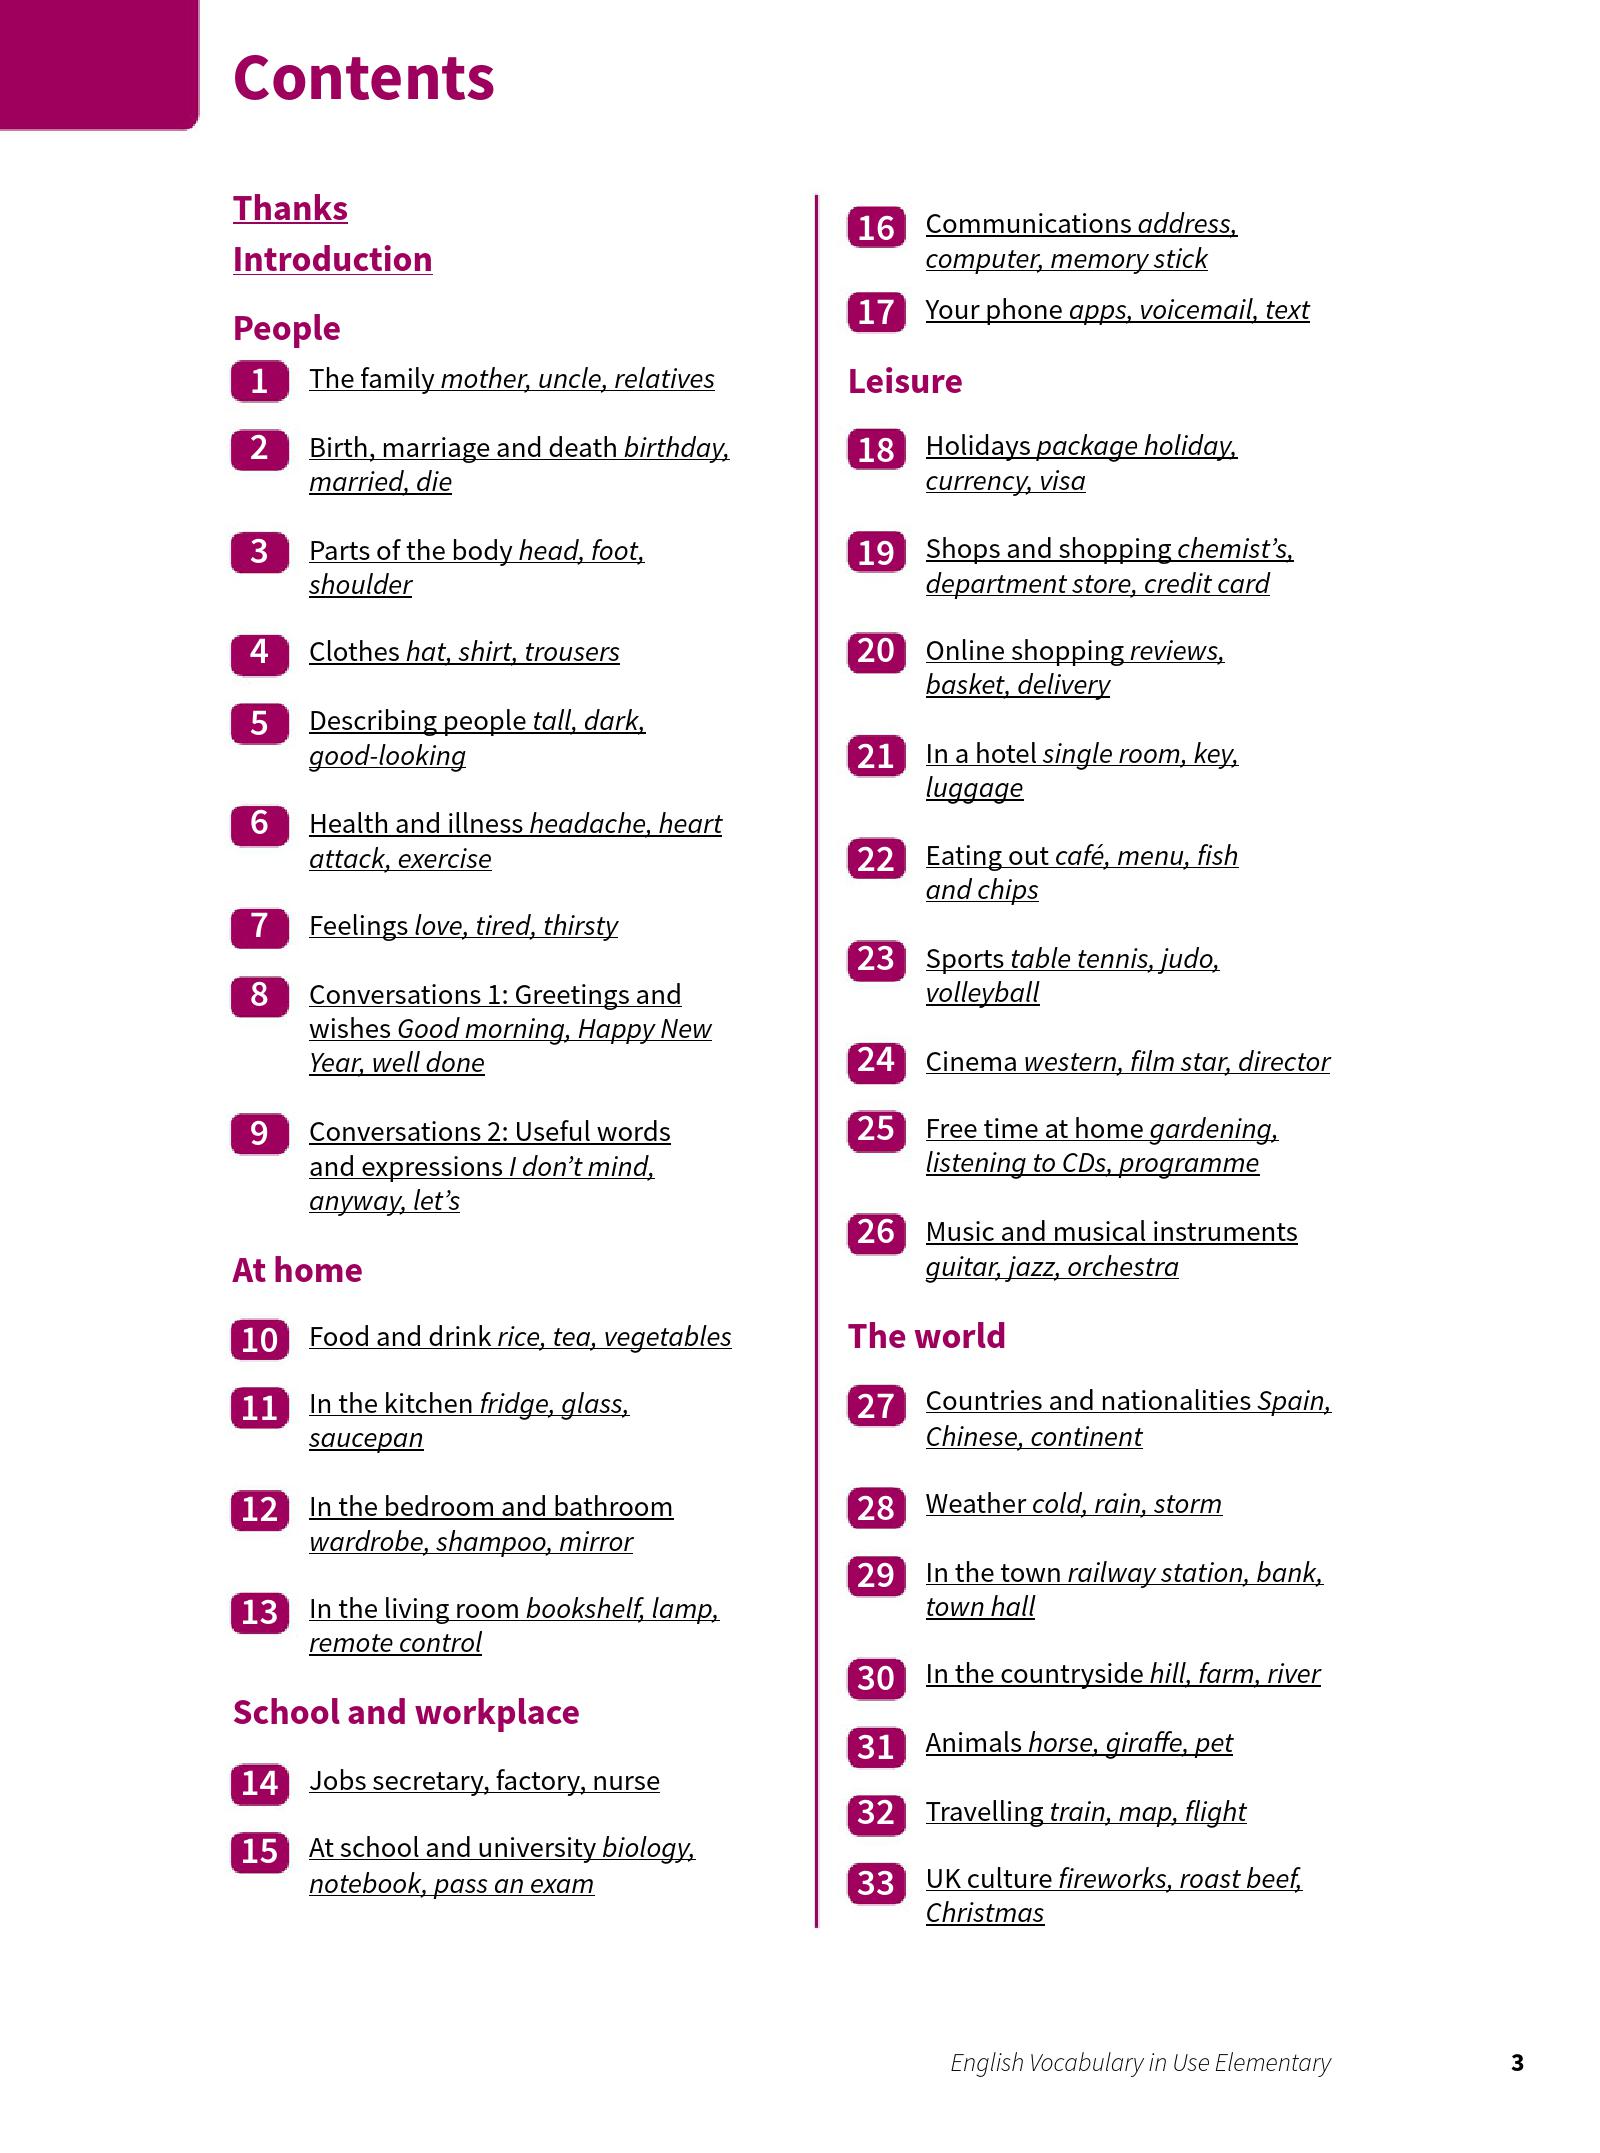 Contents
Thanks
Introduction
People
1 The family mother, uncle, relatives
2 Birth, marriage and death birthday,
married, die
3 Parts of the body head, foot,
shoulder
4 Clothes hat, shirt, trousers
5 Describing people tall, dark,
good-looking
6 Health and illness headache, heart
attack, exercise
7 Feelings love, tired, thirsty
8 Conversations 1: Greetings and
wishes Good morning, Happy New
Year, well done
9 Conversations 2: Useful words
and expressions I don’t mind,
anyway, let’s
At home
10 Food and drink rice, tea, vegetables
11 In the kitchen fridge, glass,
saucepan
12 In the bedroom and bathroom
wardrobe, shampoo, mirror
13 In the living room bookshelf, lamp,
remote control
School and workplace
14 Jobs secretary, factory, nurse
15 At school and university biology,
notebook, pass an exam
16 Communications address,
computer, memory stick
17 Your phone apps, voicemail, text
Leisure
18 Holidays package holiday,
currency, visa
19 Shops and shopping chemist’s,
department store, credit card
20 Online shopping reviews,
basket, delivery
21 In a hotel single room, key,
luggage
22 Eating out café, menu, fish
and chips
23 Sports table tennis, judo,
volleyball
24 Cinema western, film star, director
25 Free time at home gardening,
listening to CDs, programme
26 Music and musical instruments
guitar, jazz, orchestra
The world
27 Countries and nationalities Spain,
Chinese, continent
28 Weather cold, rain, storm
29 In the town railway station, bank,
town hall
30 In the countryside hill, farm, river
31 Animals horse, giraffe, pet
32 Travelling train, map, flight
33 UK culture fireworks, roast beef,
Christmas
English Vocabulary in Use Elementary 3